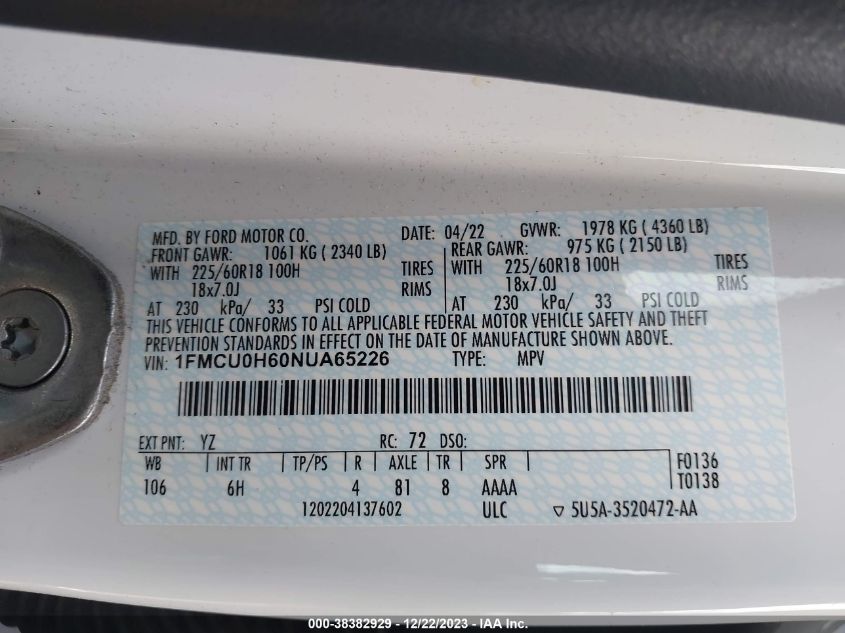 MFD. BY FORD MOTOR CO. DATE: 04/22 GVWR: 1978 KG ( 4360 LB)
FRONT GAWR: 1061 KG ( 2340 LB) REAR GAWR: 975 KG ( 2150 LB)
WITH 225/60R18 100H TIRES WITH 225/60R18 100H TIRES
18x7.0J RIMS 18x7.0J RIMS
AT 230 kPa/ 33 PSI COLD AT 230 kPa/ 33 PSI COLD
THIS VEHICLE CONFORMS TO ALL APPLICABLE FEDERAL MOTOR VEHICLE SAFETY AND THEFT
PREVENTION STANDARDS IN EFFECT ON THE DATE OF MANUFACTURE SHOWN ABOVE.
VIN: 1FMCU0H60NUA65226 TYPE: MPV
EXT PNT: YZ RC: 72 DSO:
WB INT TR TP/PS R AXLE TR SPR F0136
106 6H 4 81 8 AAAA T0138
1202204137602 ULC ▽ 5U5A-3520472-AA
000-38382929 - 12/22/2023 - © IAA Inc.